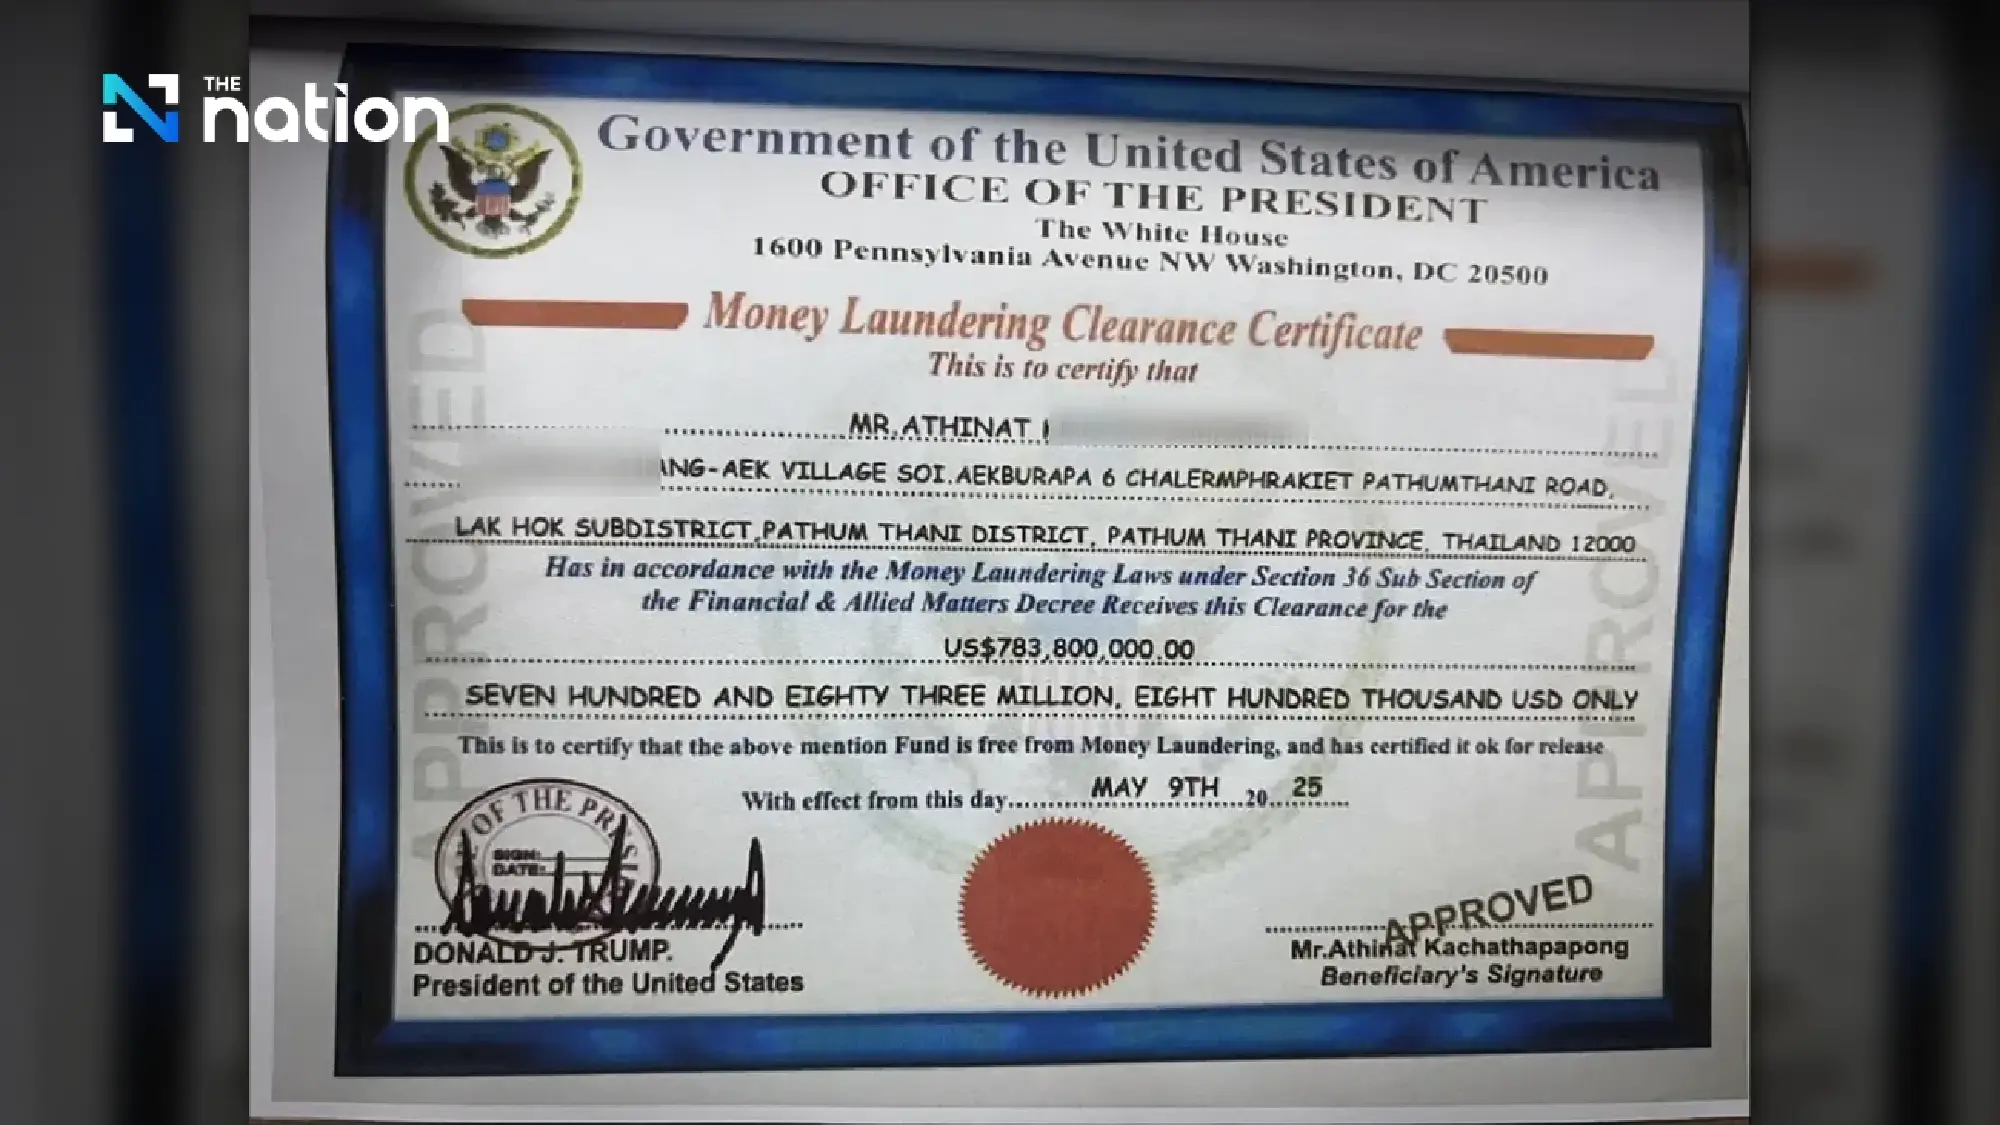 THE
nation
Government of the United States of America
OFFICE OF THE PRESIDENT
The White House
1600 Pennsylvania Avenue NW Washington, DC 20500
Money Laundering Clearance Certificate
This is to certify that
MR.ATHINAT
VILLAGE SOI.AEKBURAPA 6 CHALERMPHRAKIET PATHUMTHANI ROAD,
LAK HOK SUBDISTRICT,PATHUM THANI DISTRICT, PATHUM THANI PROVINCE, THAILAND 12000
Has in accordance with the Money Laundering Laws under Section 36 Sub Section of
the Financial & Allied Matters Decree Receives this Clearance for the
US$783,800,000.00
SEVEN HUNDRED AND EIGHTY THREE MILLION, EIGHT HUNDRED THOUSAND USD ONLY
This is to certify that the above mention Fund is free from Money Laundering, and has certified it ok for release
With effect from this day MAY 9TH 20 25
APPROVED
APPROVED
OF THE
SIGN:
DATE:
DONALD J. TRUMP.
President of the United States
APPROVED
Mr.Athinat Kachathapapong
Beneficiary's Signature